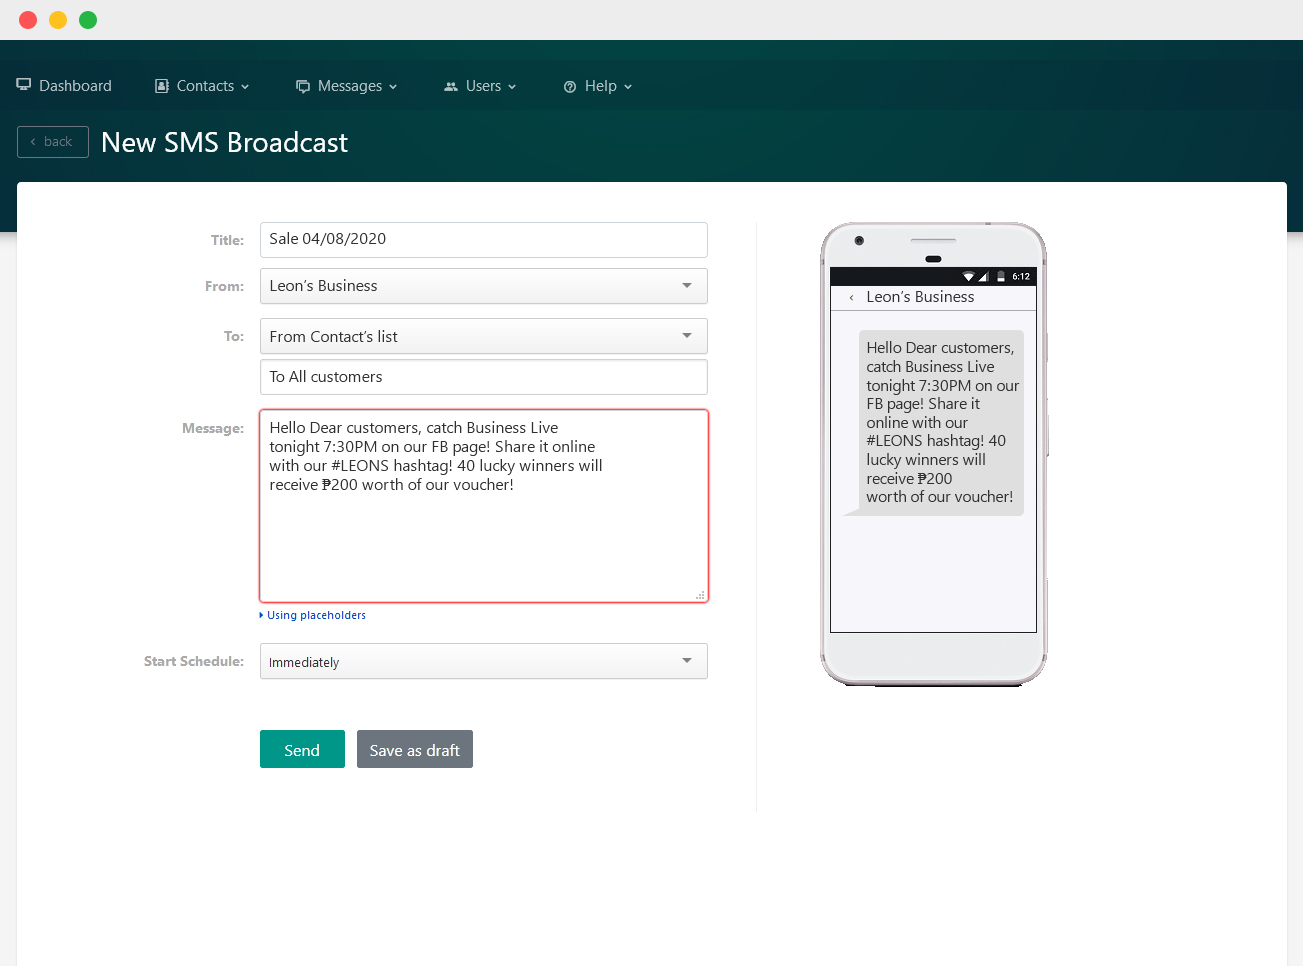 Dashboard Contacts Messages Users Help
back New SMS Broadcast
Title: Sale 04/08/2020
From: Leon’s Business
To: From Contact’s list
To All customers
Message: Hello Dear customers, catch Business Live
tonight 7:30PM on our FB page! Share it online
with our #LEONS hashtag! 40 lucky winners will
receive ₱200 worth of our voucher!
Using placeholders
Start Schedule: Immediately
Send Save as draft
6:12
Leon’s Business
Hello Dear customers,
catch Business Live
tonight 7:30PM on our
FB page! Share it
online with our
#LEONS hashtag! 40
lucky winners will
receive ₱200
worth of our voucher!